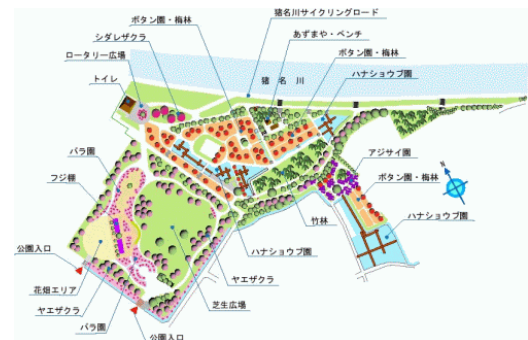 猪名川サイクリングロード
ボタン園・梅林
あずまや・ベンチ
シダレザクラ
ボタン園・梅林
ロータリー広場
ハナショウブ園
トイレ
猪名川
バラ園
アジサイ園
フジ棚
ボタン園・梅林
竹林
ハナショウブ園
ハナショウブ園
公園入口
ヤエザクラ
花畑エリア
芝生広場
ヤエザクラ
バラ園
公園入口
N